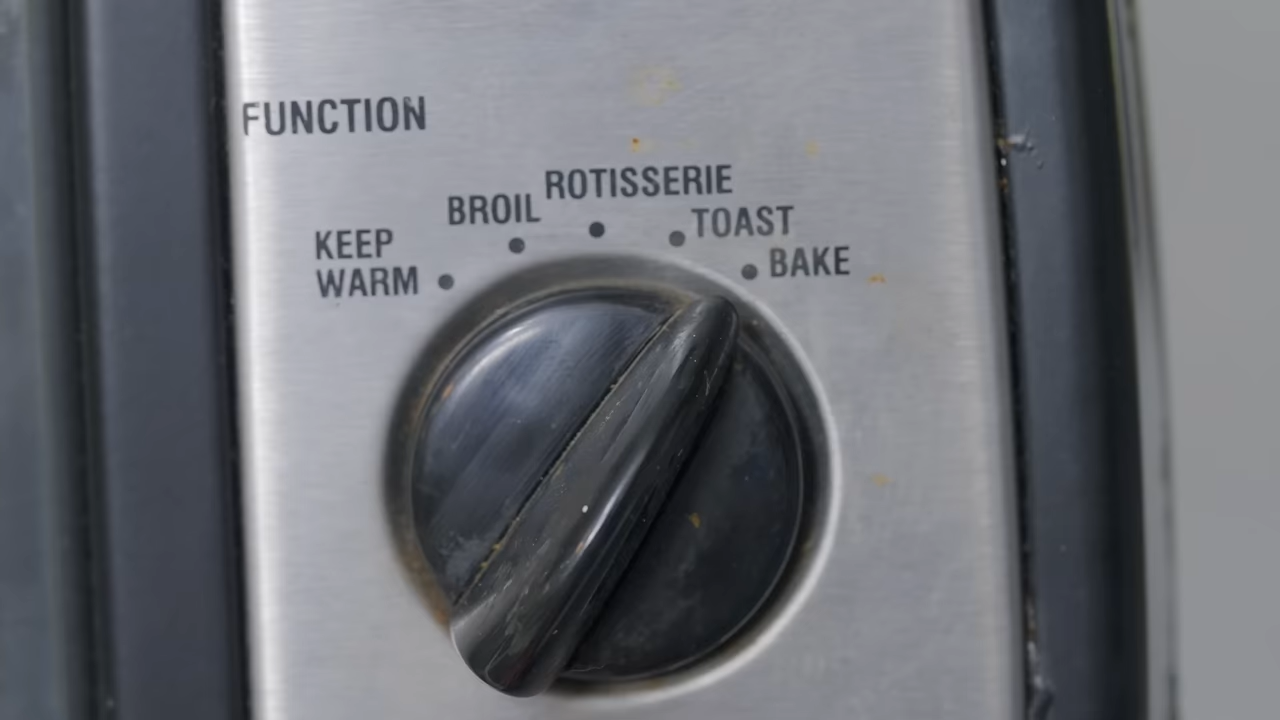 FUNCTION
KEEP
WARM
BROIL
ROTISSERIE
TOAST
BAKE